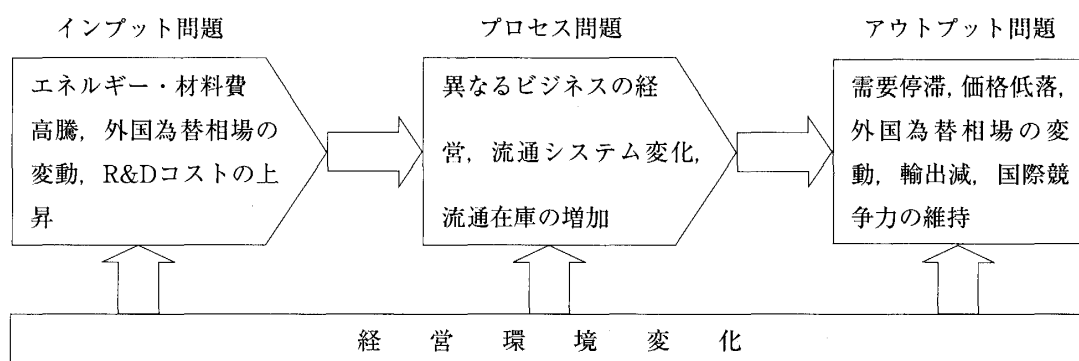 インプット問題
エネルギー・材料費
高騰, 外国為替相場の
変動, R&Dコストの上
昇
プロセス問題
異なるビジネスの経
営, 流通システム変化,
流通在庫の増加
アウトプット問題
需要停滞, 価格低落,
外国為替相場の変
動, 輸出減, 国際競
争力の維持
経営環境変化